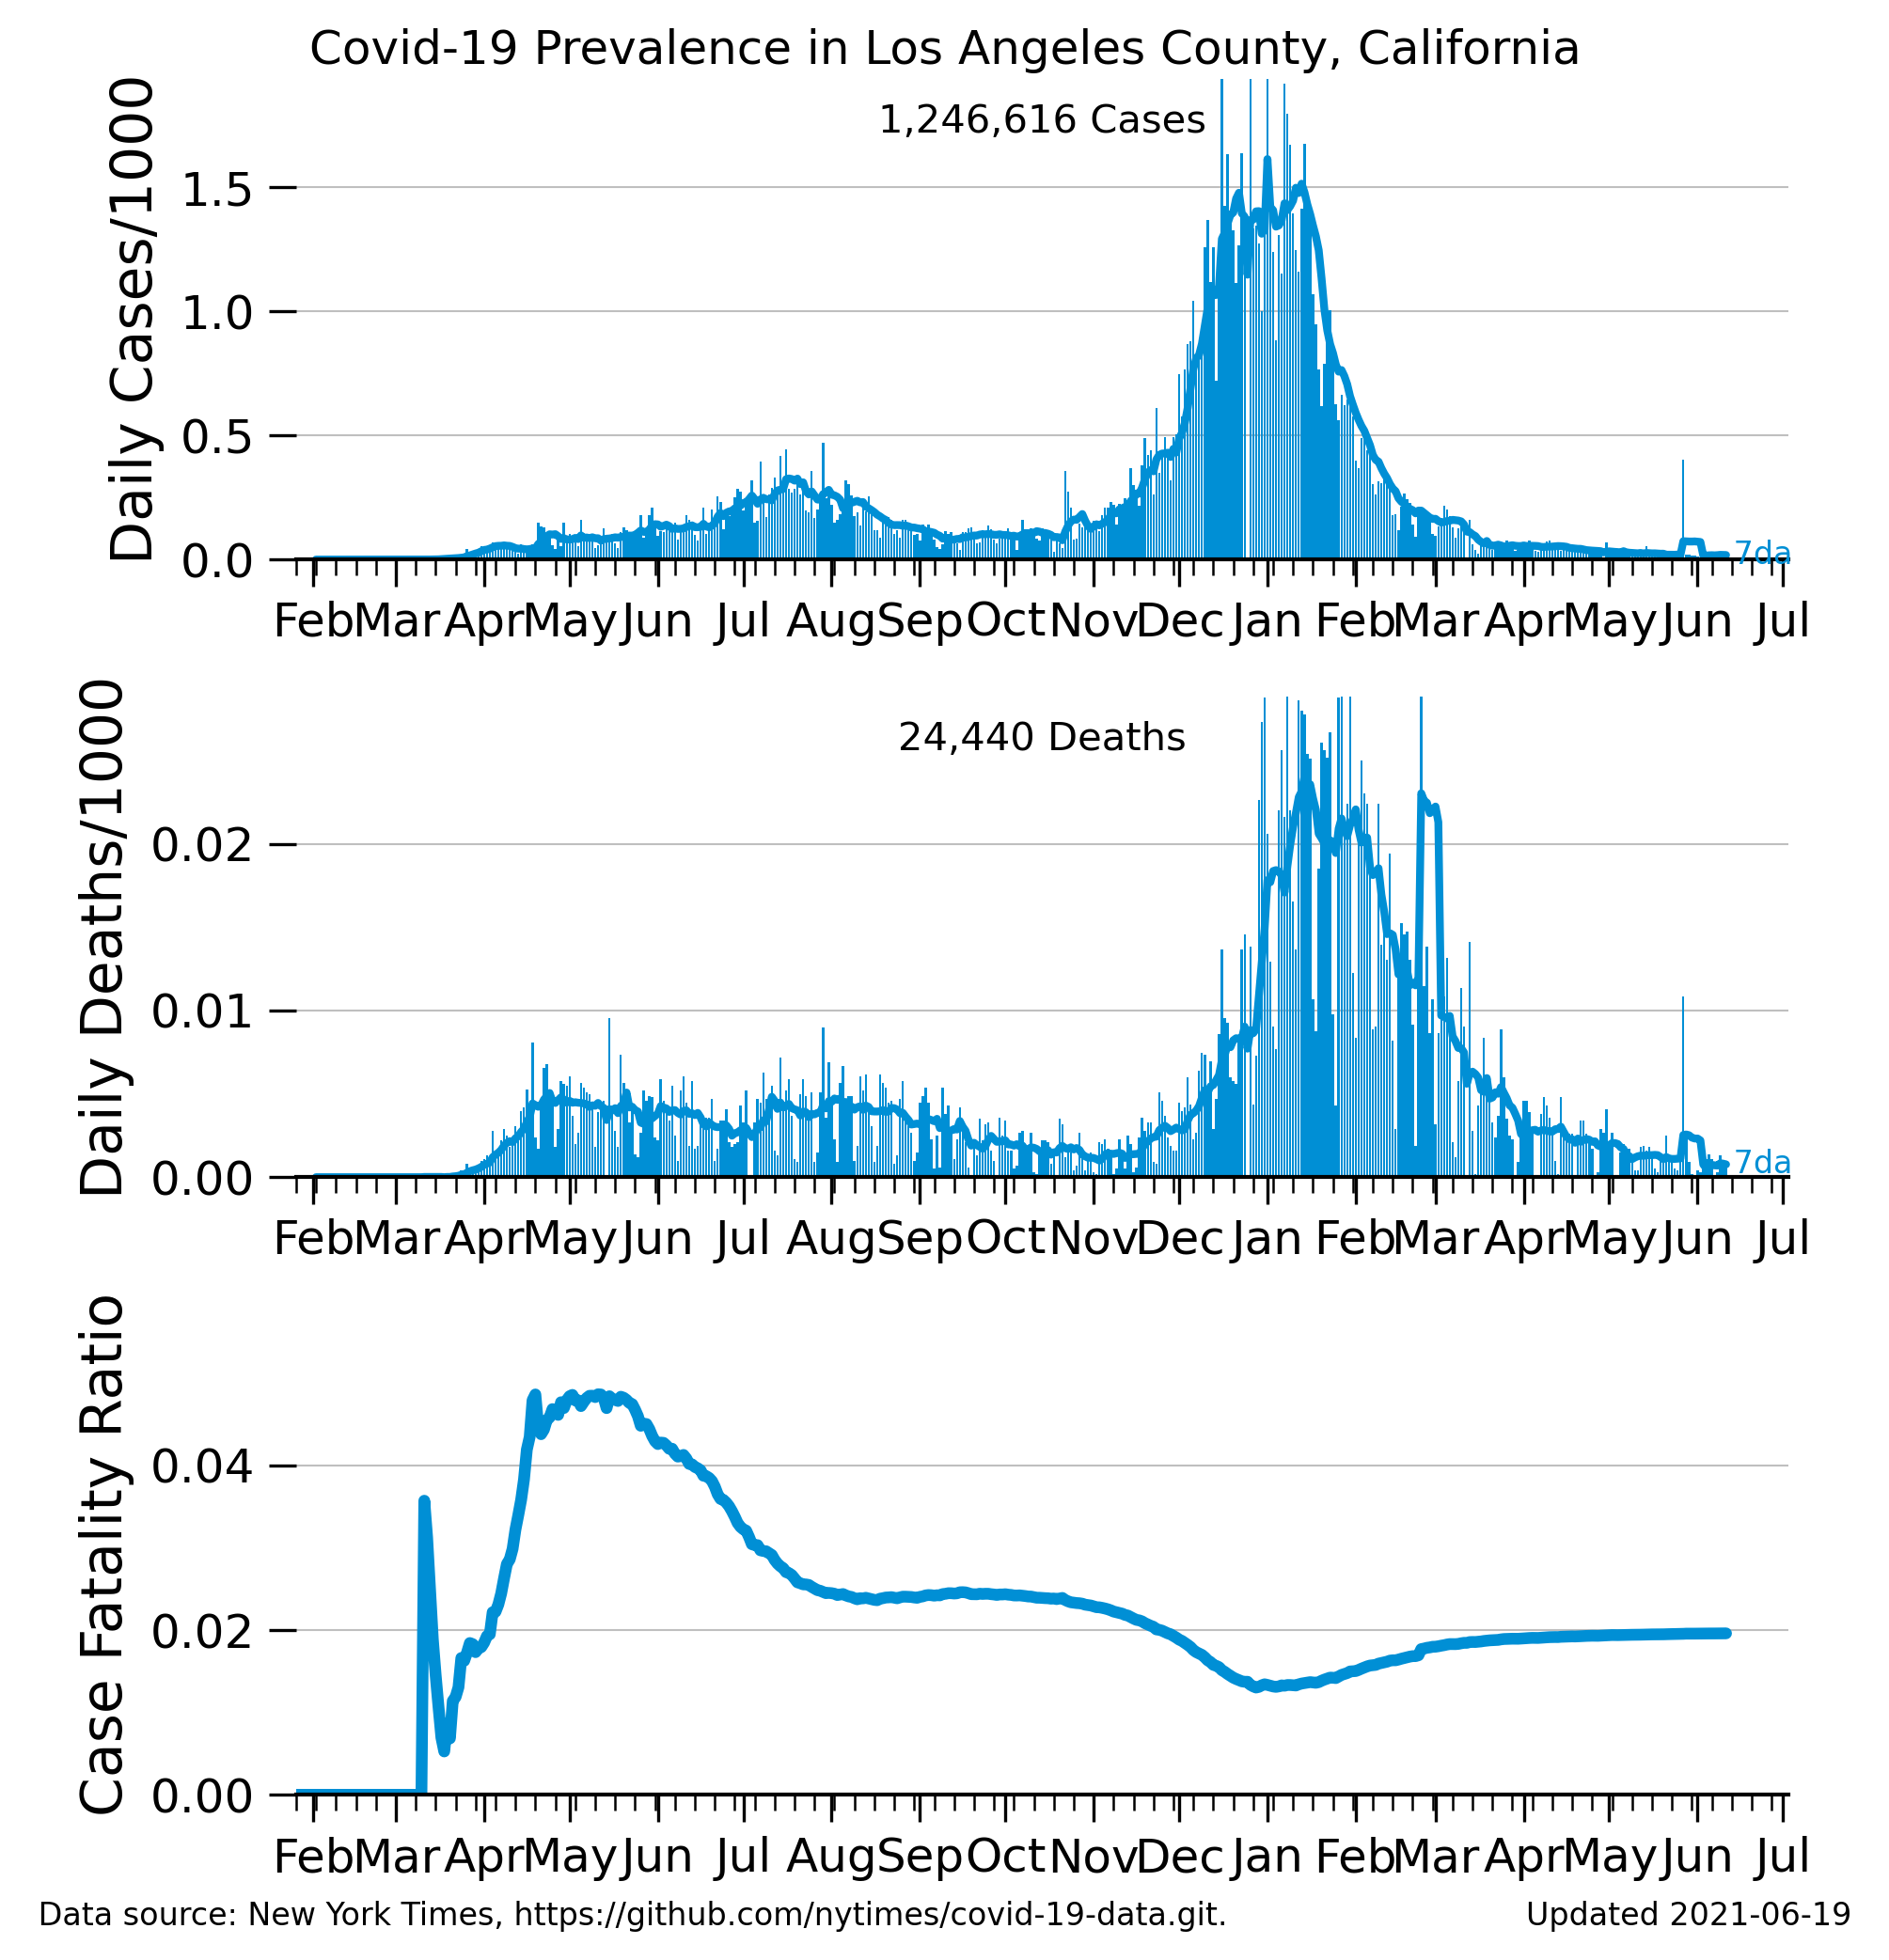 Covid-19 Prevalence in Los Angeles County, California
1,246,616 Cases
Daily Cases/1000
1.5
1.0
0.5
0.0
7da
Feb Mar Apr May Jun Jul Aug Sep Oct Nov Dec Jan Feb Mar Apr May Jun Jul
24,440 Deaths
Daily Deaths/1000
0.02
0.01
0.00
7da
Feb Mar Apr May Jun Jul Aug Sep Oct Nov Dec Jan Feb Mar Apr May Jun Jul
Case Fatality Ratio
0.04
0.02
0.00
Feb Mar Apr May Jun Jul Aug Sep Oct Nov Dec Jan Feb Mar Apr May Jun Jul
Data source: New York Times, https://github.com/nytimes/covid-19-data.git.
Updated 2021-06-19